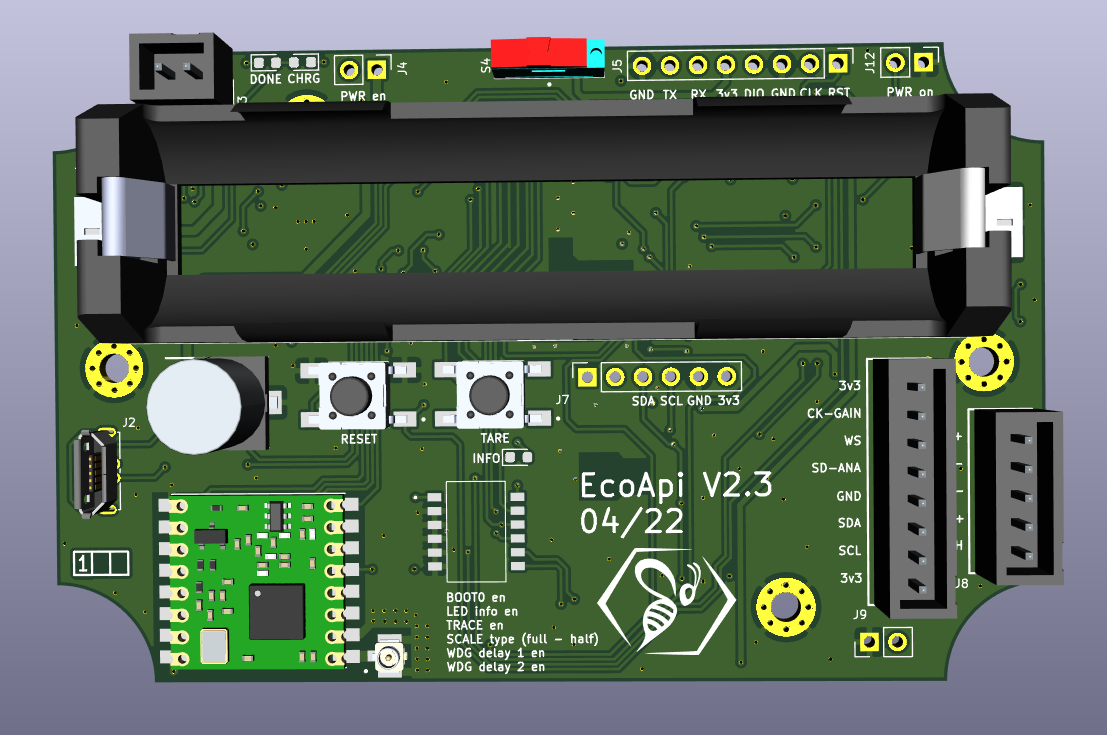 DONE CHRG
J4
PWR en
S4
J5
GND TX RX 3v3 DIO GND CLK RST
J12
PWR on
3
J2
RESET
TARE
J7
SDA SCL GND 3v3
INFO
EcoApi V2.3
04/22
3v3
CK-GAIN
WS
SD-ANA
GND
SDA
SCL
3v3
+
-
+
H
J8
J9
1
BOOT0 en
LED info en
TRACE en
SCALE type (full - half)
WDG delay 1 en
WDG delay 2 en